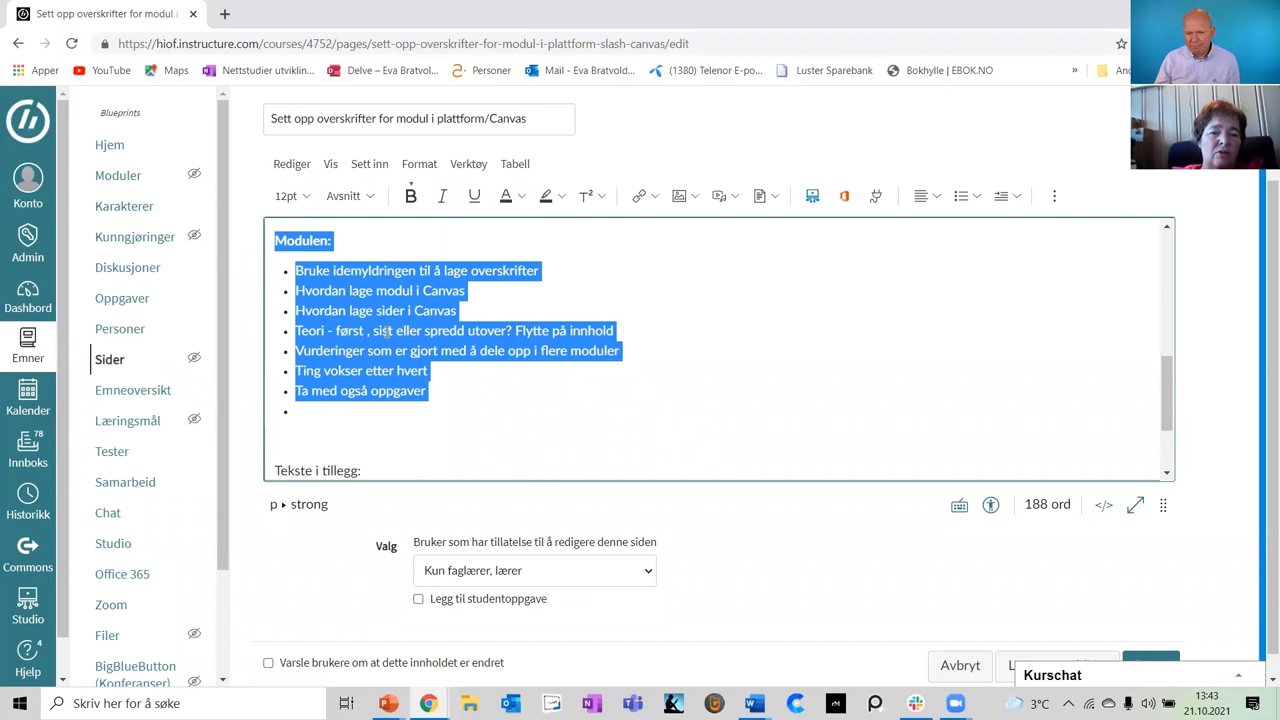 Sett opp overskrifter for modul i
https://hiof.instructure.com/courses/4752/pages/sett-opp-overskrifter-for-modul-i-plattform-slash-canvas/edit
Apper
YouTube
Maps
Nettstudier utviklin...
Delve – Eva Bratvol...
Personer
Mail - Eva Bratvold...
(1380) Telenor E-po...
Luster Sparebank
Bokhylle | EBOK.NO
»
Konto
Admin
Dashbord
Emner
Kalender
78
Innboks
Historikk
Commons
Studio
4
Hjelp
Blueprints
Hjem
Moduler
Karakterer
Kunngjøringer
Diskusjoner
Oppgaver
Personer
Sider
Emneoversikt
Læringsmål
Tester
Samarbeid
Chat
Studio
Office 365
Zoom
Filer
BigBlueButton
(Konferanser)
Sett opp overskrifter for modul i plattform/Canvas
Rediger Vis Sett inn Format Verktøy Tabell
12pt Avsnitt B I U A T²
Modulen:
• Bruke idemyldringen til å lage overskrifter
• Hvordan lage modul i Canvas
• Hvordan lage sider i Canvas
• Teori - først , sist eller spredd utover? Flytte på innhold
• Vurderinger som er gjort med å dele opp i flere moduler
• Ting vokser etter hvert
• Ta med også oppgaver
•
Tekste i tillegg:
p ▸ strong
188 ord </>
Valg
Bruker som har tillatelse til å redigere denne siden
Kun faglærer, lærer
Legg til studentoppgave
Varsle brukere om at dette innholdet er endret
Avbryt
Kurschat
Skriv her for å søke
3°C
13:43
21.10.2021